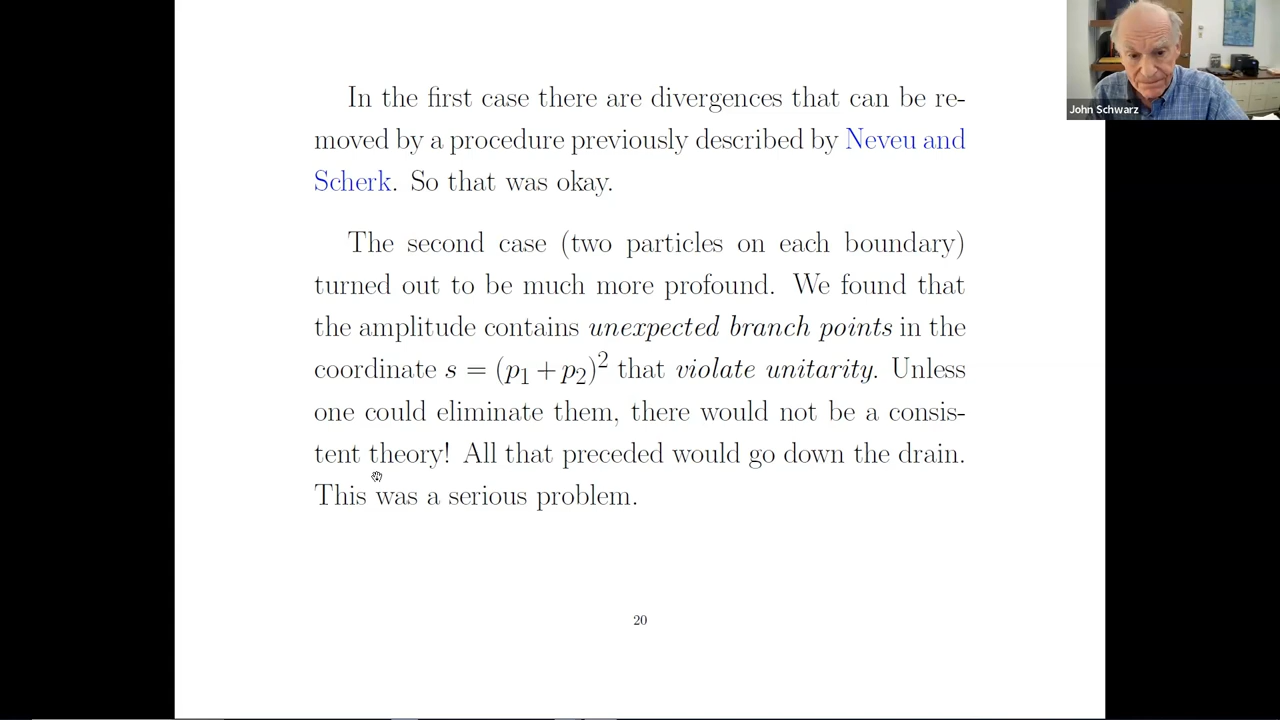 John Schwarz
In the first case there are divergences that can be re-
moved by a procedure previously described by Neveu and
Scherk. So that was okay.
The second case (two particles on each boundary)
turned out to be much more profound. We found that
the amplitude contains unexpected branch points in the
coordinate s = (p₁ + p₂)² that violate unitarity. Unless
one could eliminate them, there would not be a consis-
tent theory! All that preceded would go down the drain.
This was a serious problem.
20